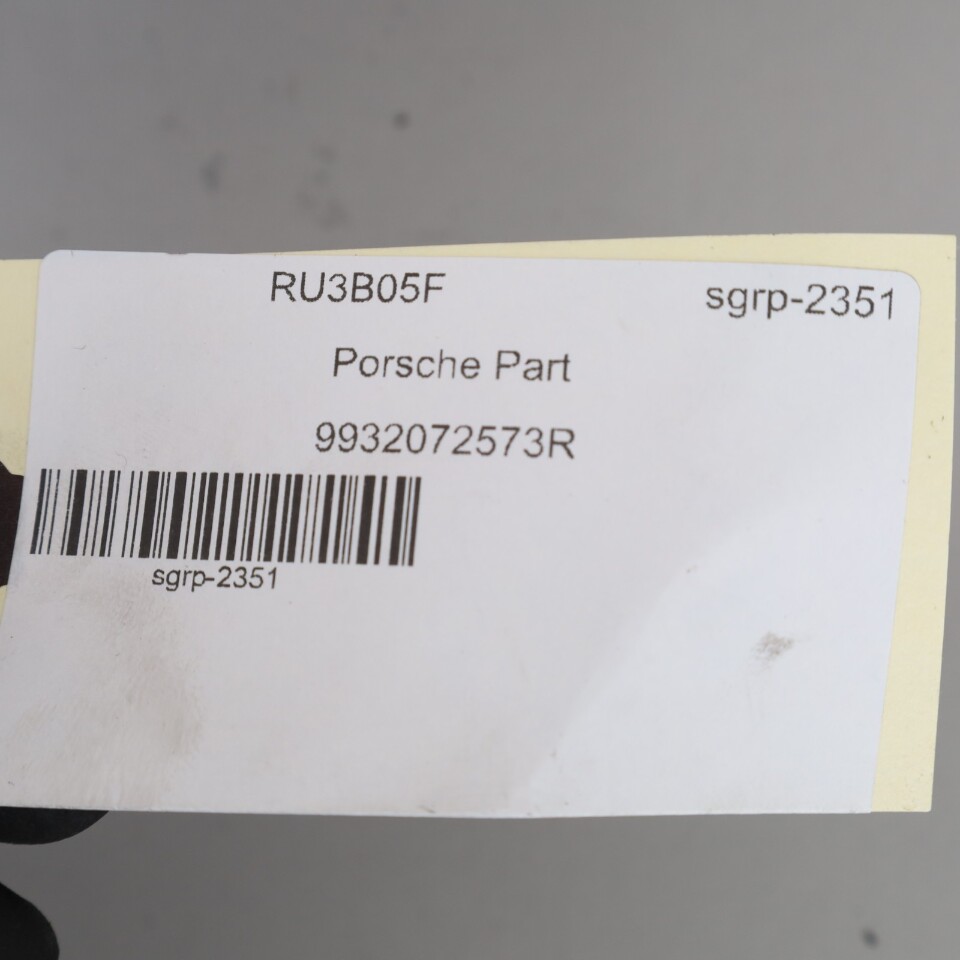 RU3B05F sgrp-2351
Porsche Part
9932072573R
sgrp-2351